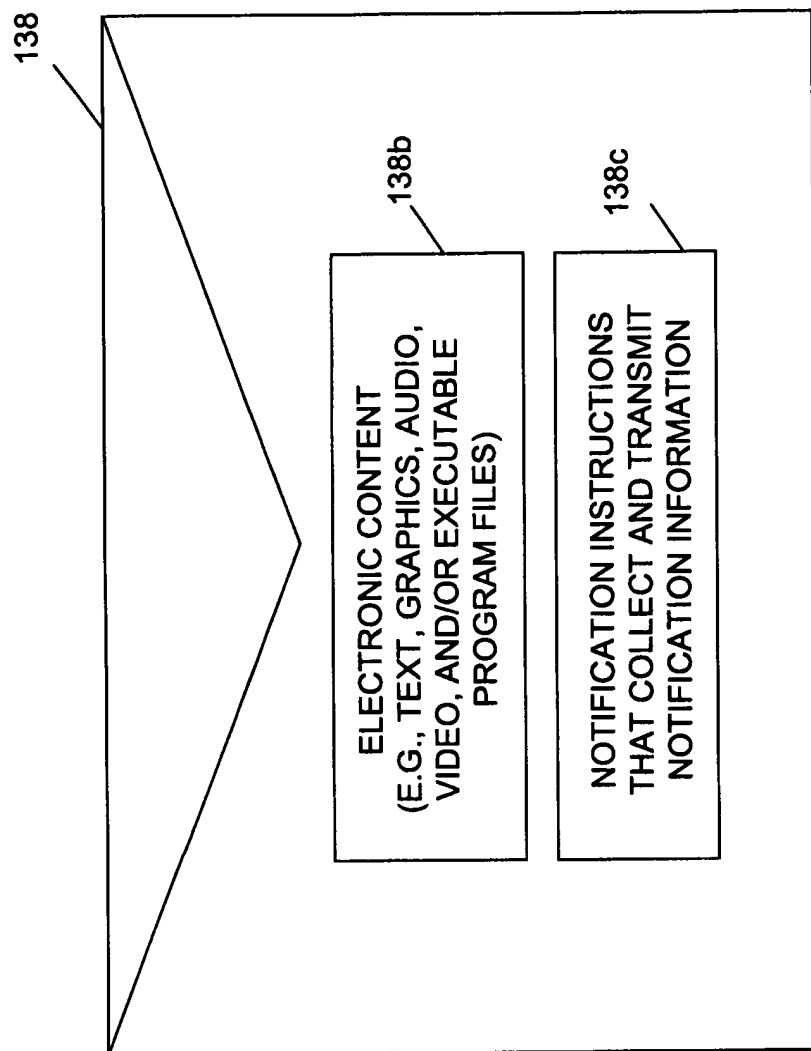 138
138b
ELECTRONIC CONTENT
(E.G., TEXT, GRAPHICS, AUDIO,
VIDEO, AND/OR EXECUTABLE
PROGRAM FILES)
138c
NOTIFICATION INSTRUCTIONS
THAT COLLECT AND TRANSMIT
NOTIFICATION INFORMATION